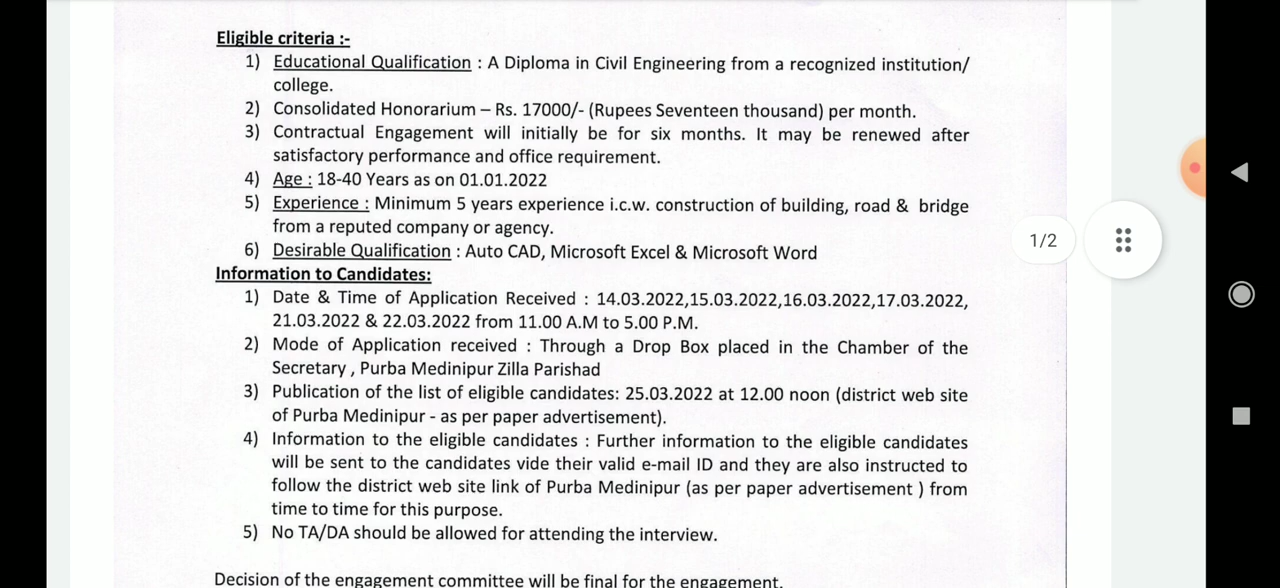 Eligible criteria :-
1) Educational Qualification : A Diploma in Civil Engineering from a recognized institution/
college.
2) Consolidated Honorarium – Rs. 17000/- (Rupees Seventeen thousand) per month.
3) Contractual Engagement will initially be for six months. It may be renewed after
satisfactory performance and office requirement.
4) Age : 18-40 Years as on 01.01.2022
5) Experience : Minimum 5 years experience i.c.w. construction of building, road & bridge
from a reputed company or agency.
6) Desirable Qualification : Auto CAD, Microsoft Excel & Microsoft Word
Information to Candidates:
1) Date & Time of Application Received : 14.03.2022,15.03.2022,16.03.2022,17.03.2022,
21.03.2022 & 22.03.2022 from 11.00 A.M to 5.00 P.M.
2) Mode of Application received : Through a Drop Box placed in the Chamber of the
Secretary , Purba Medinipur Zilla Parishad
3) Publication of the list of eligible candidates: 25.03.2022 at 12.00 noon (district web site
of Purba Medinipur - as per paper advertisement).
4) Information to the eligible candidates : Further information to the eligible candidates
will be sent to the candidates vide their valid e-mail ID and they are also instructed to
follow the district web site link of Purba Medinipur (as per paper advertisement ) from
time to time for this purpose.
5) No TA/DA should be allowed for attending the interview.
Decision of the engagement committee will be final for the engagement.
1/2